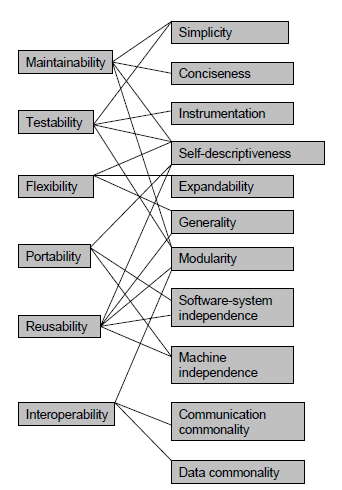 Maintainability
Testability
Flexibility
Portability
Reusability
Interoperability
Simplicity
Conciseness
Instrumentation
Self-descriptiveness
Expandability
Generality
Modularity
Software-system
independence
Machine
independence
Communication
commonality
Data commonality